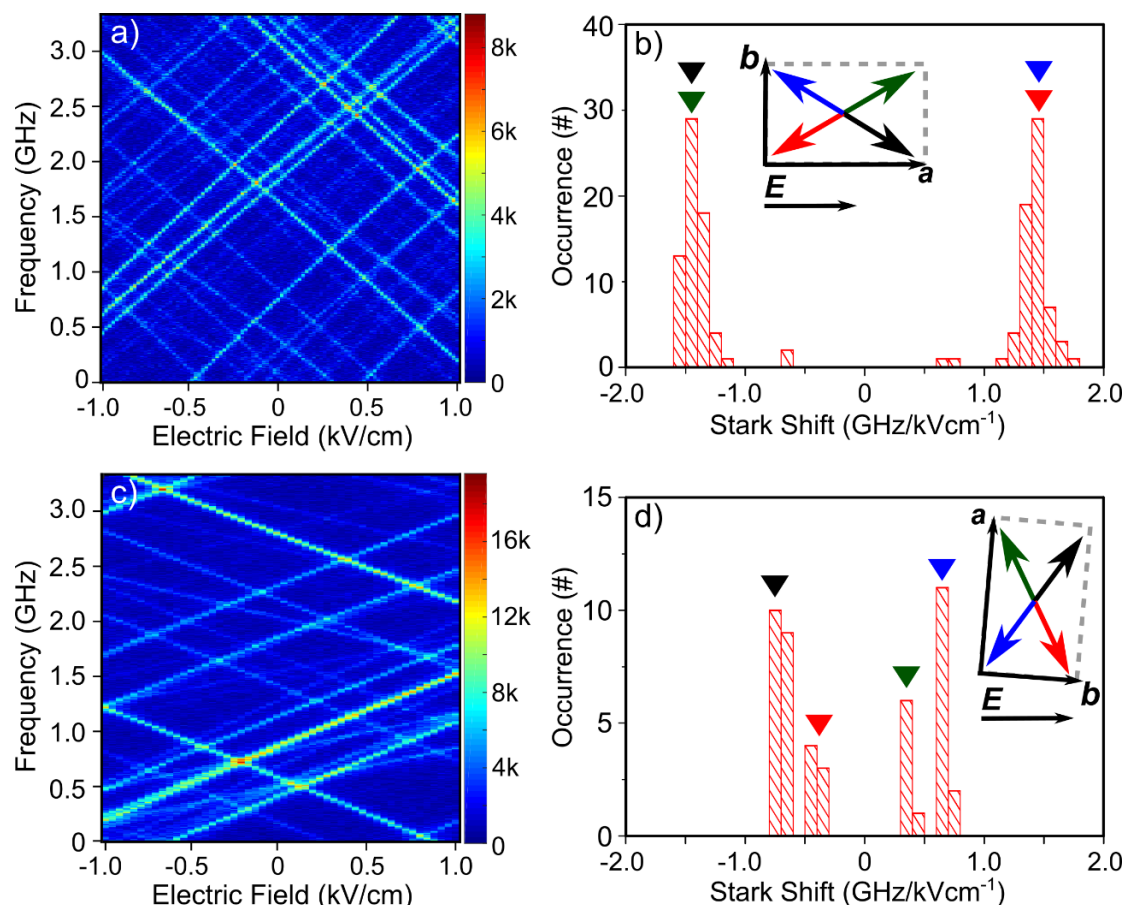 a)
Frequency (GHz)
3.0
2.5
2.0
1.5
1.0
0.5
0
-1.0 -0.5 0 0.5 1.0
Electric Field (kV/cm)
8k
6k
4k
2k
0
b)
Occurrence (#)
40
30
20
10
0
b
a
E
-2.0 -1.0 0 1.0 2.0
Stark Shift (GHz/kVcm⁻¹)
c)
Frequency (GHz)
3.0
2.5
2.0
1.5
1.0
0.5
0
-1.0 -0.5 0 0.5 1.0
Electric Field (kV/cm)
16k
12k
8k
4k
0
d)
Occurrence (#)
15
10
5
0
a
b
E
-2.0 -1.0 0 1.0 2.0
Stark Shift (GHz/kVcm⁻¹)